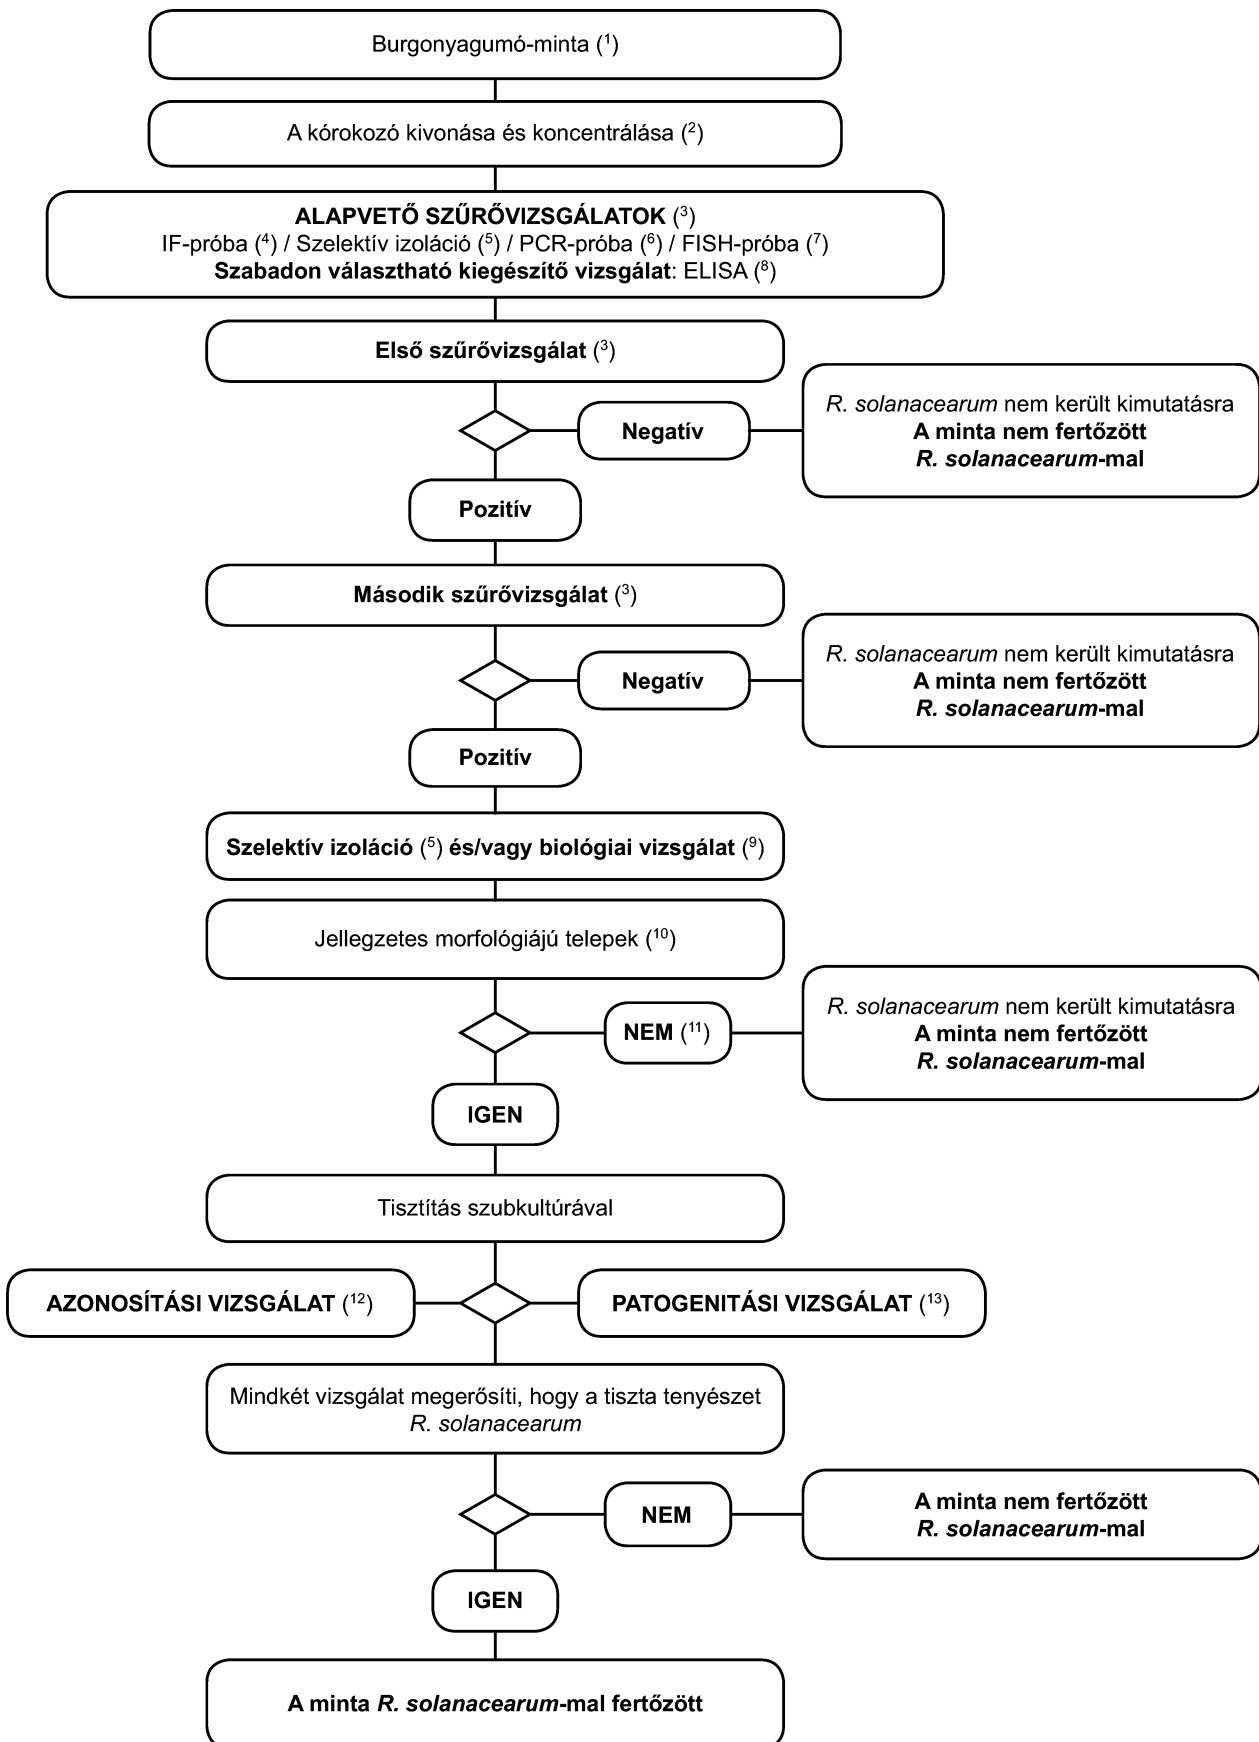 Burgonyagumó-minta (¹)
A kórokozó kivonása és koncentrálása (²)
ALAPVETŐ SZŰRŐVIZSGÁLATOK (³)
IF-próba (⁴) / Szelektív izoláció (⁵) / PCR-próba (⁶) / FISH-próba (⁷)
Szabadon választható kiegészítő vizsgálat: ELISA (⁸)
Első szűrővizsgálat (³)
Negatív
R. solanacearum nem került kimutatásra
A minta nem fertőzött
R. solanacearum-mal
Pozitív
Második szűrővizsgálat (³)
Negatív
R. solanacearum nem került kimutatásra
A minta nem fertőzött
R. solanacearum-mal
Pozitív
Szelektív izoláció (⁵) és/vagy biológiai vizsgálat (⁹)
Jellegzetes morfológiájú telepek (¹⁰)
NEM (¹¹)
R. solanacearum nem került kimutatásra
A minta nem fertőzött
R. solanacearum-mal
IGEN
Tisztítás szubkultúrával
AZONOSÍTÁSI VIZSGÁLAT (¹²)
PATOGENITÁSI VIZSGÁLAT (¹³)
Mindkét vizsgálat megerősíti, hogy a tiszta tenyészet
R. solanacearum
NEM
A minta nem fertőzött
R. solanacearum-mal
IGEN
A minta R. solanacearum-mal fertőzött